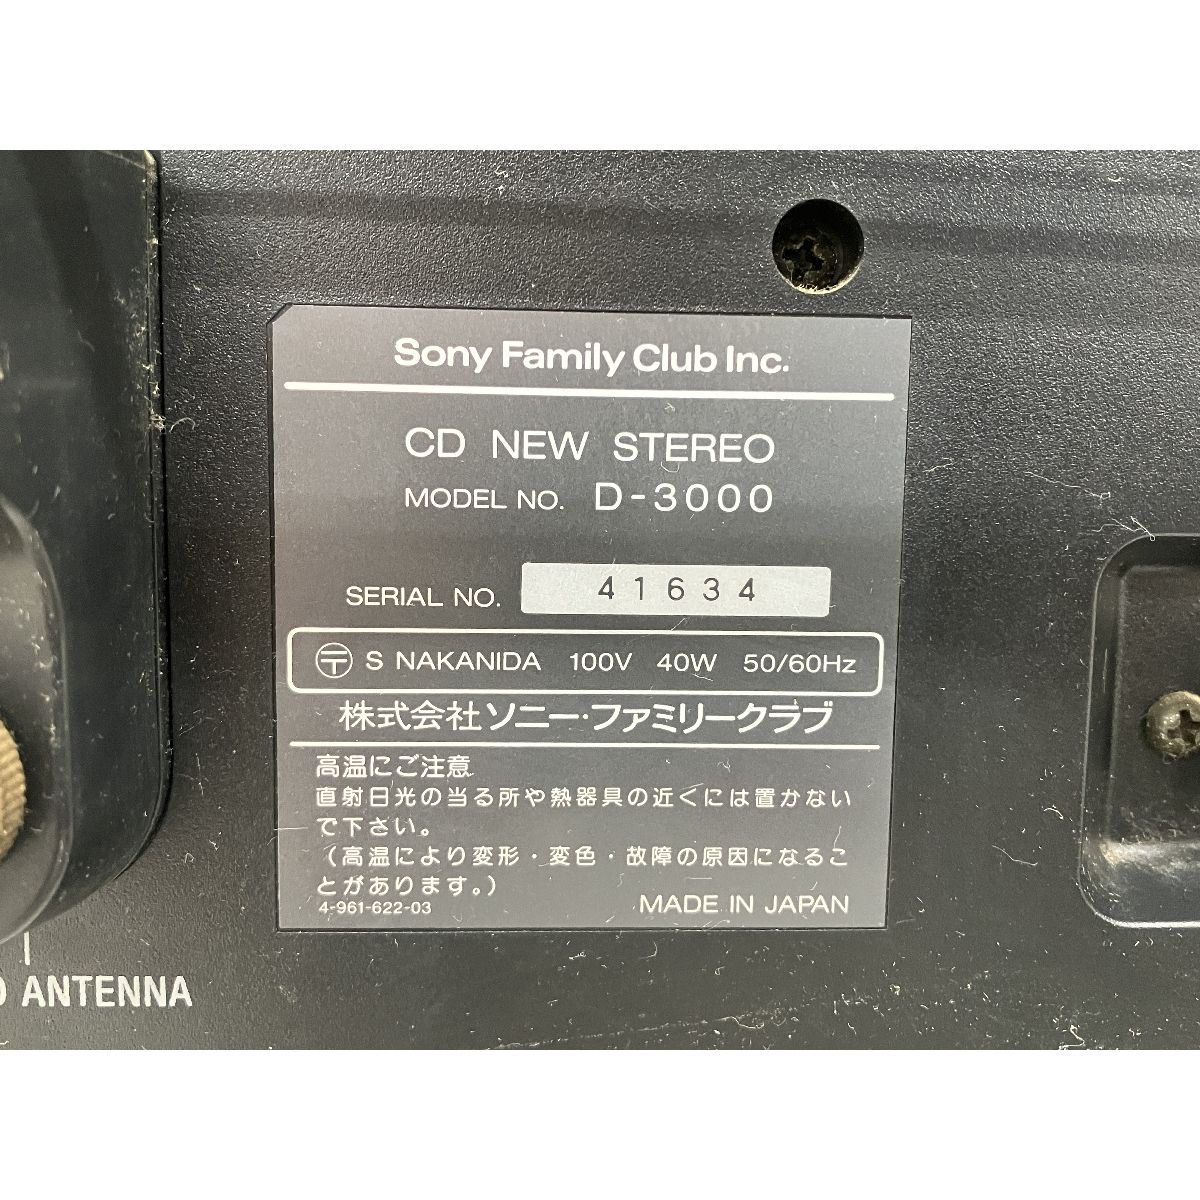 Sony Family Club Inc.
CD NEW STEREO
MODEL NO. D-3000
SERIAL NO. 41634
〒 S NAKANIDA 100V 40W 50/60Hz
株式会社ソニー・ファミリークラブ
高温にご注意
直射日光の当る所や熱器具の近くには置かない
で下さい。
（高温により変形・変色・故障の原因になるこ
とがあります。）
4-961-622-03
MADE IN JAPAN
ANTENNA